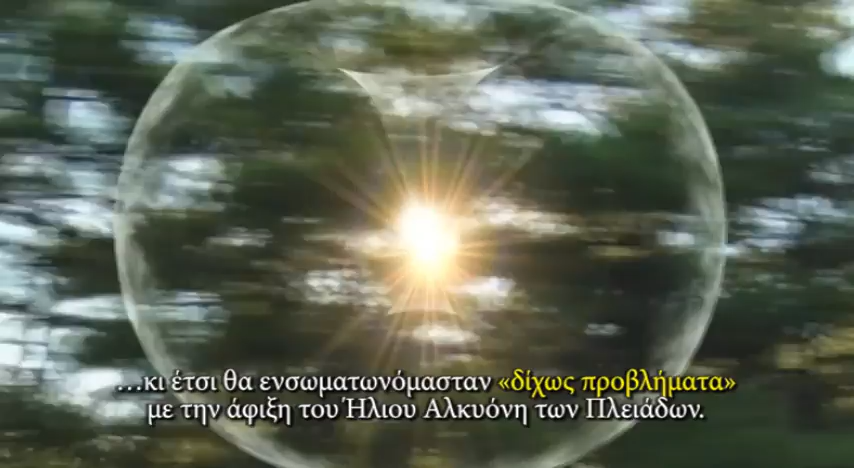 ...κι έτσι θα ενσωματωνόμασταν «δίχως προβλήματα»
με την άφιξη του Ήλιου Αλκυόνη των Πλειάδων.